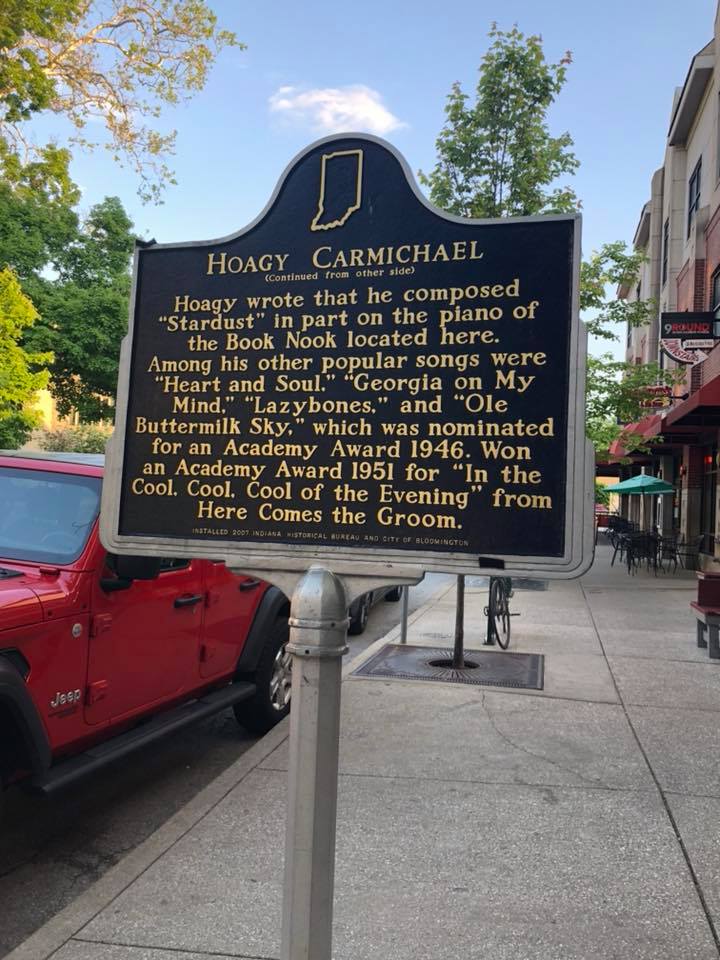 Hoagy Carmichael
(Continued from other side)
Hoagy wrote that he composed
"Stardust" in part on the piano of
the Book Nook located here.
Among his other popular songs were
"Heart and Soul," "Georgia on My
Mind," "Lazybones," and "Ole
Buttermilk Sky," which was nominated
for an Academy Award 1946. Won
an Academy Award 1951 for "In the
Cool, Cool, Cool of the Evening" from
Here Comes the Groom.
INSTALLED 2007 INDIANA HISTORICAL BUREAU AND CITY OF BLOOMINGTON
Jeep
9ROUND